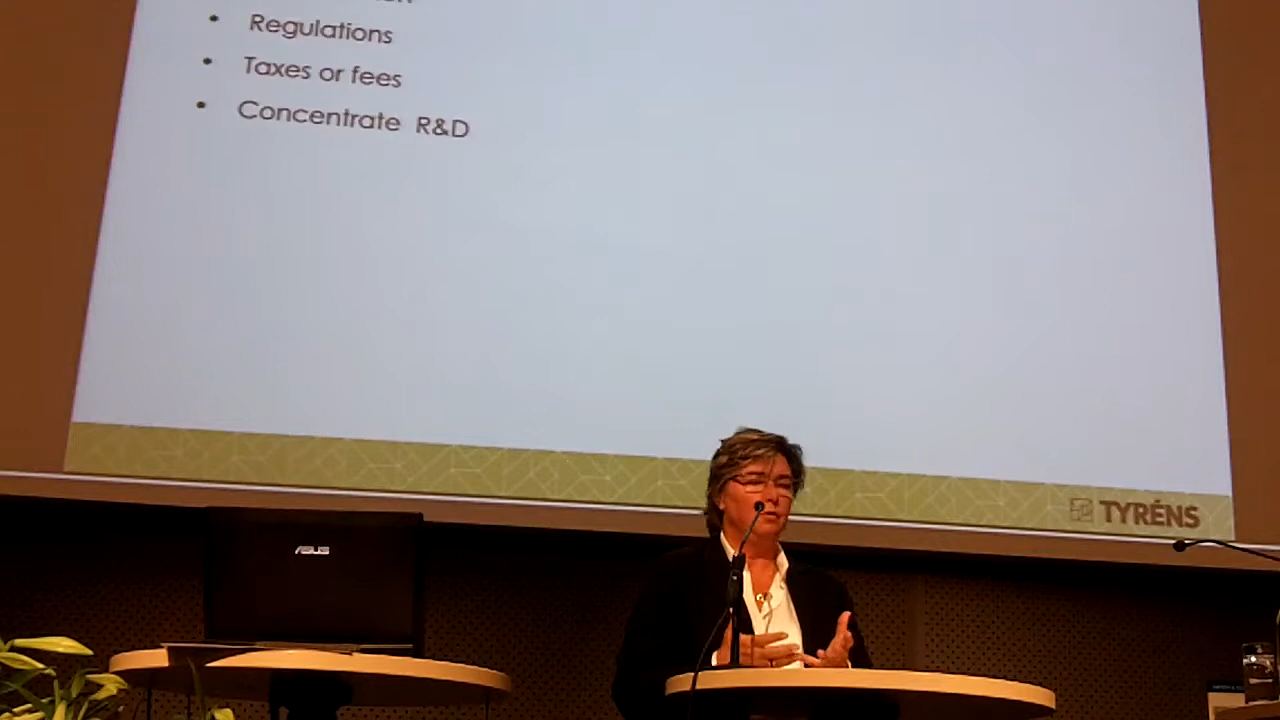 Regulations
Taxes or fees
Concentrate R&D
TYRÉNS
ASUS